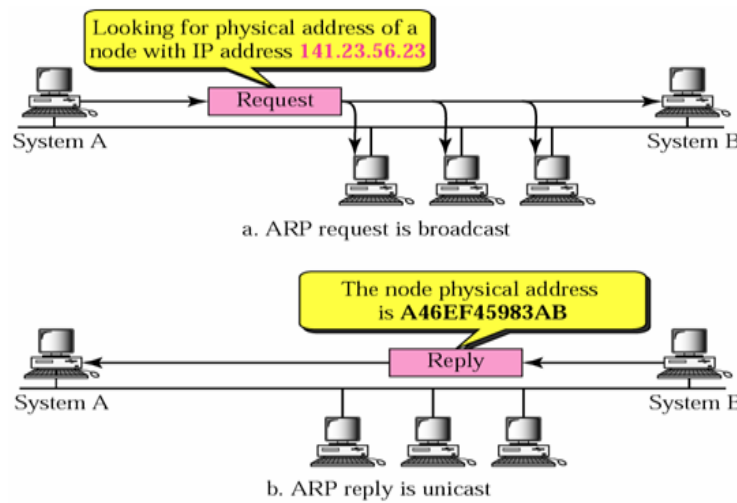 Looking for physical address of a
node with IP address 141.23.56.23
Request
System A
System B
a. ARP request is broadcast
The node physical address
is A46EF45983AB
Reply
System A
System B
b. ARP reply is unicast